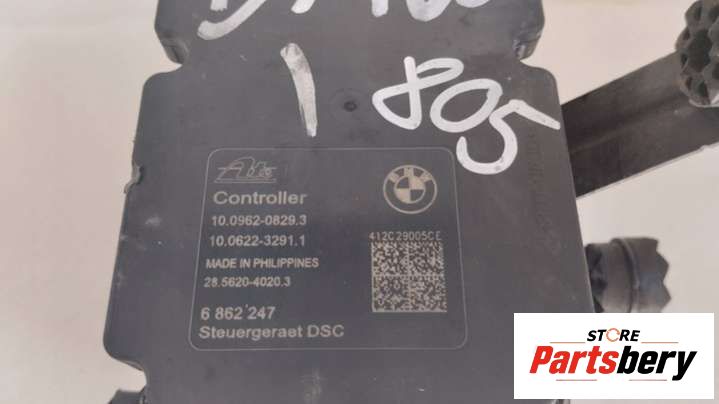 1 805
Ate
BMW
Controller
10.0962-0829.3
10.0622-3291.1
412C29005CE
MADE IN PHILIPPINES
28.5620-4020.3
6 862 247
Steuergeraet DSC
STORE
Partsbery